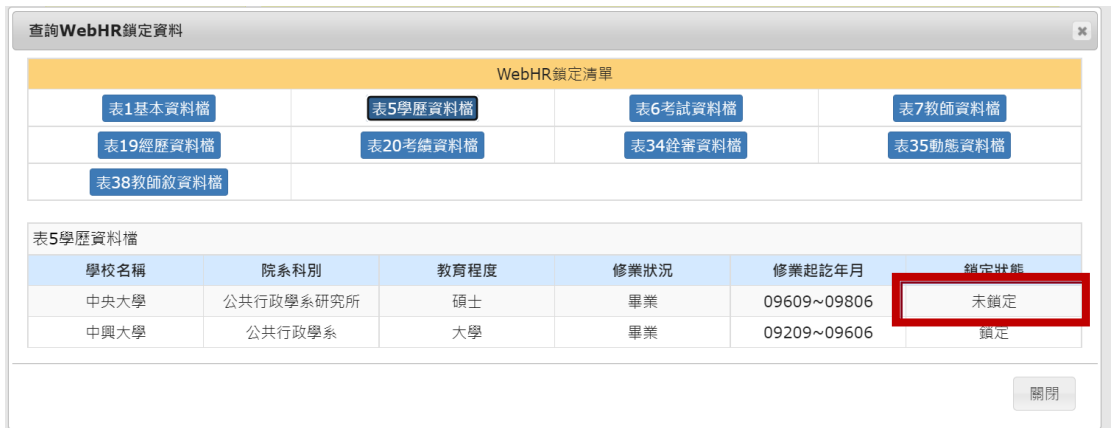 查詢WebHR鎖定資料
WebHR鎖定清單
表1基本資料檔 表5學歷資料檔 表6考試資料檔 表7教師資料檔
表19經歷資料檔 表20考績資料檔 表34銓審資料檔 表35動態資料檔
表38教師敘資料檔
表5學歷資料檔
學校名稱 院系科別 教育程度 修業狀況 修業起訖年月 鎖定狀態
中央大學 公共行政學系研究所 碩士 畢業 09609~09806 未鎖定
中興大學 公共行政學系 大學 畢業 09209~09606 鎖定
關閉